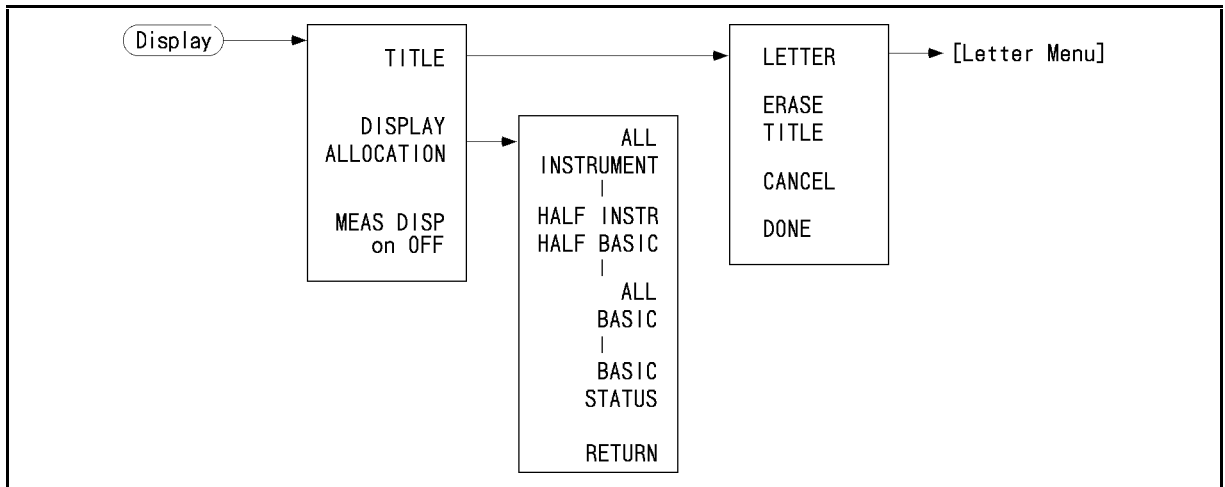 Display
TITLE
DISPLAY
ALLOCATION
MEAS DISP
on OFF
ALL
INSTRUMENT
HALF INSTR
HALF BASIC
ALL
BASIC
BASIC
STATUS
RETURN
LETTER
ERASE
TITLE
CANCEL
DONE
[Letter Menu]